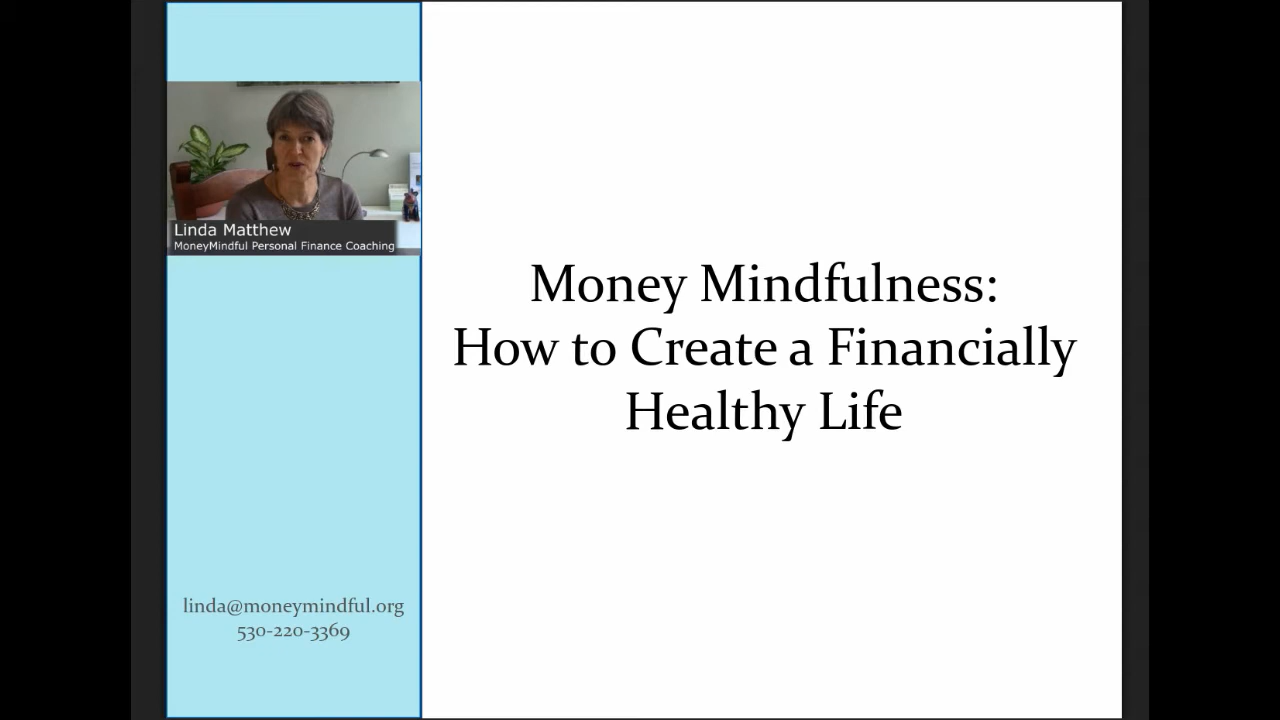 Linda Matthew
MoneyMindful Personal Finance Coaching
Money Mindfulness:
How to Create a Financially
Healthy Life
linda@moneymindful.org
530-220-3369